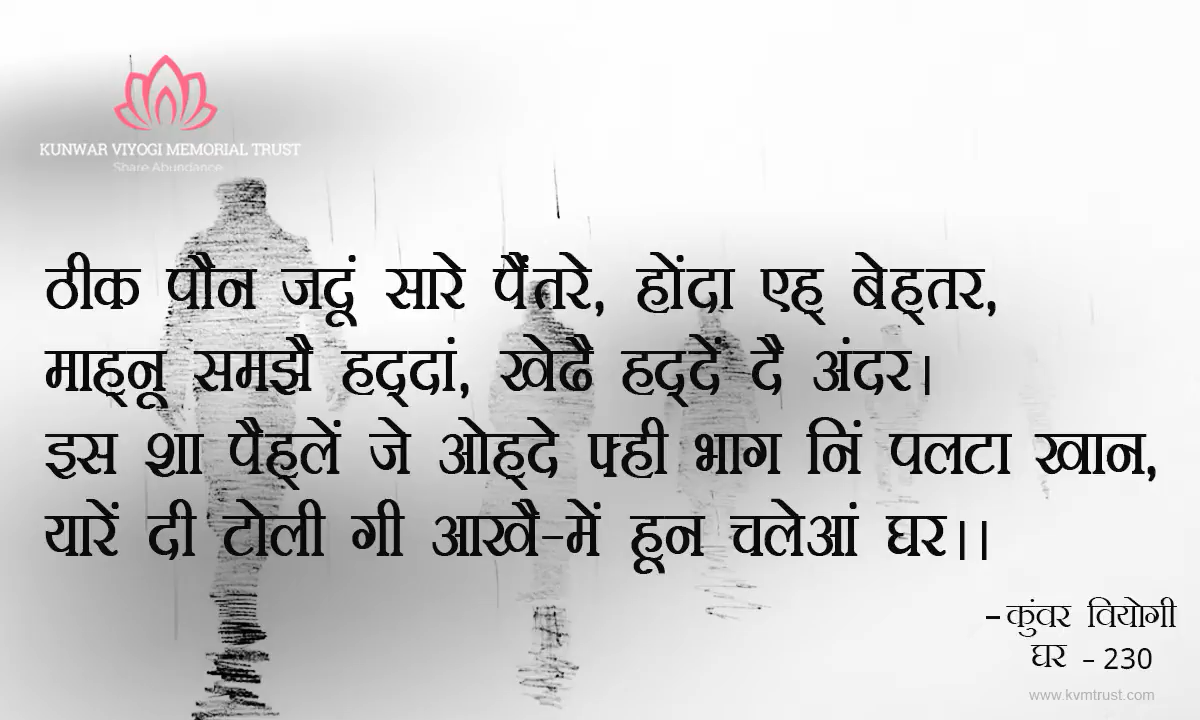 KUNWAR VIYOGI MEMORIAL TRUST
Share Abundance
ठीक पौन जदूं सारे पैंतरे, होंदा एह् बेह्तर,
माह्नू समझै हद्दां, खेढै हद्दें दै अंदर।
इस शा पैह्लें जे ओह्दे फ्ही भाग निं पलटा खान,
यारें दी टोली गी आखै-में हून चलेआं घर।।
- कुंवर वियोगी
घर - 230
www.kvmtrust.com